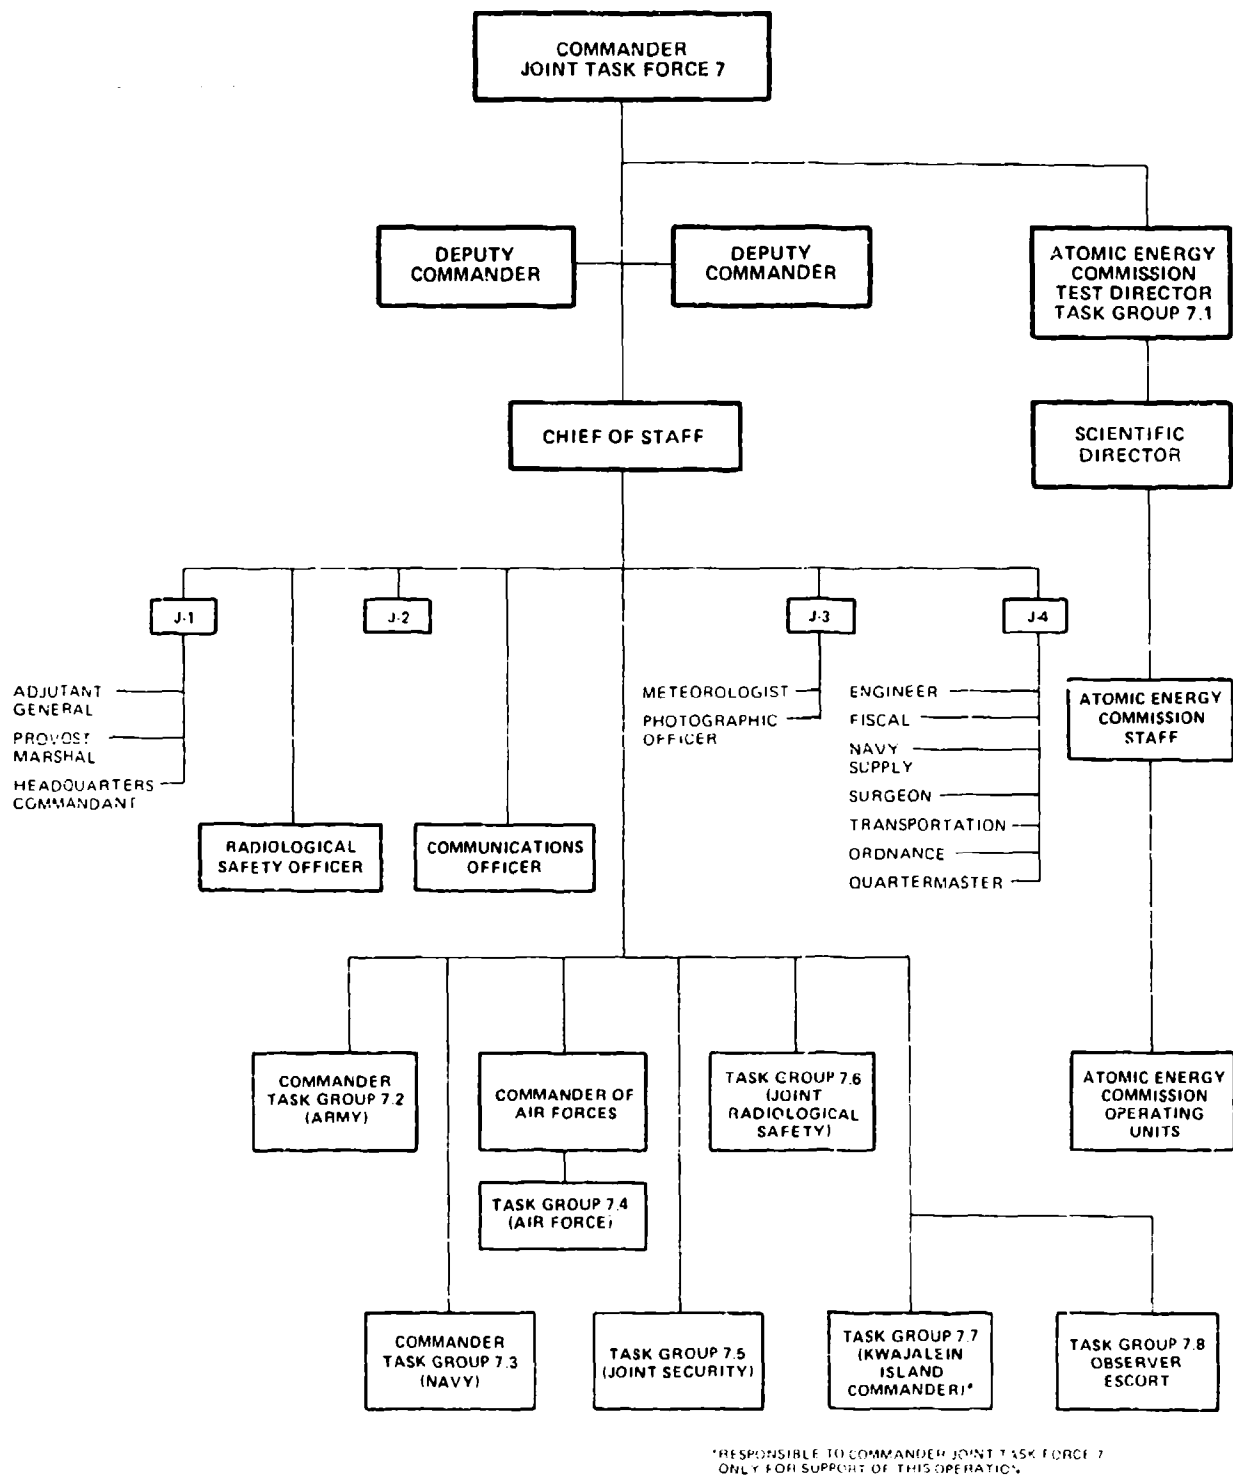 COMMANDER
JOINT TASK FORCE 7
DEPUTY
COMMANDER
DEPUTY
COMMANDER
ATOMIC ENERGY
COMMISSION
TEST DIRECTOR
TASK GROUP 7.1
CHIEF OF STAFF
SCIENTIFIC
DIRECTOR
J-1
J-2
J-3
J-4
ADJUTANT
GENERAL
PROVOST
MARSHAL
HEADQUARTERS
COMMANDANT
METEOROLOGIST
PHOTOGRAPHIC
OFFICER
ENGINEER
FISCAL
NAVY
SUPPLY
SURGEON
TRANSPORTATION
ORDNANCE
QUARTERMASTER
ATOMIC ENERGY
COMMISSION
STAFF
RADIOLOGICAL
SAFETY OFFICER
COMMUNICATIONS
OFFICER
COMMANDER
TASK GROUP 7.2
(ARMY)
COMMANDER OF
AIR FORCES
TASK GROUP 7.6
(JOINT
RADIOLOGICAL
SAFETY)
ATOMIC ENERGY
COMMISSION
OPERATING
UNITS
TASK GROUP 7.4
(AIR FORCE)
COMMANDER
TASK GROUP 7.3
(NAVY)
TASK GROUP 7.5
(JOINT SECURITY)
TASK GROUP 7.7
(KWAJALEIN
ISLAND
COMMANDER)*
TASK GROUP 7.8
OBSERVER
ESCORT
*RESPONSIBLE TO COMMANDER JOINT TASK FORCE 7
ONLY FOR SUPPORT OF THIS OPERATION